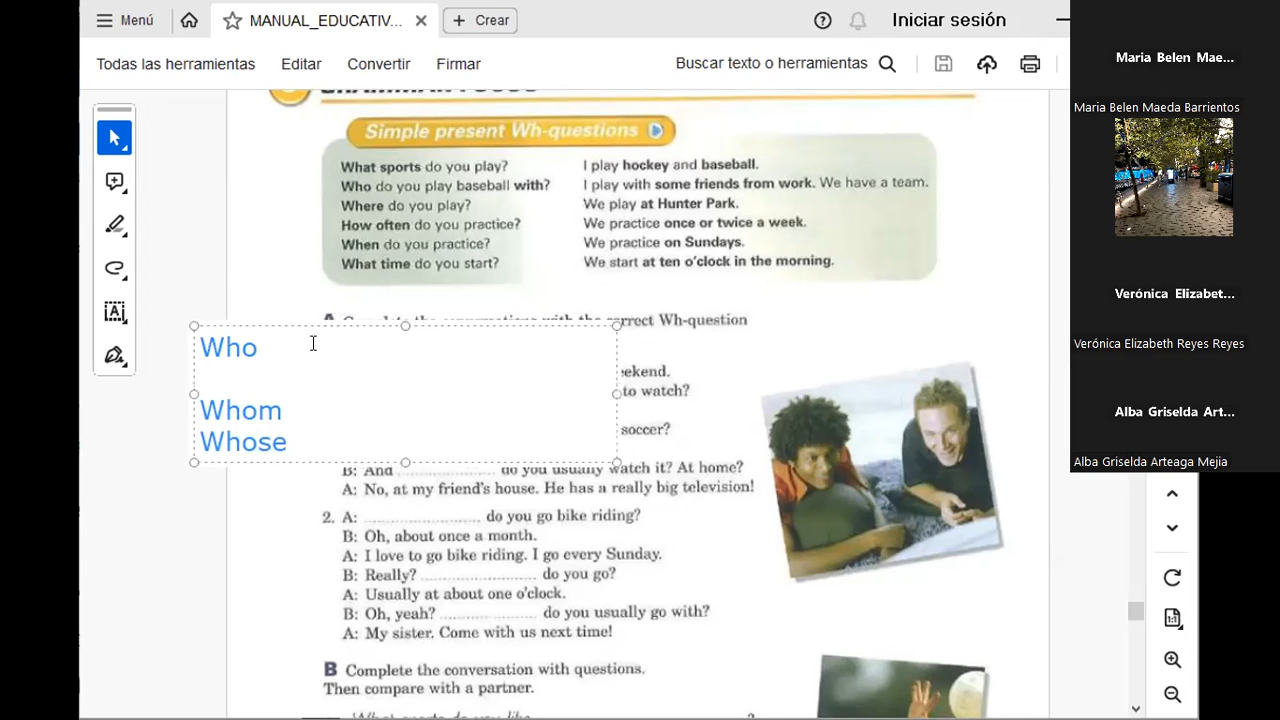 Menú
MANUAL_EDUCATIV...
Crear
Iniciar sesión
Todas las herramientas
Editar
Convertir
Firmar
Buscar texto o herramientas
Simple present Wh-questions
What sports do you play? I play hockey and baseball.
Who do you play baseball with? I play with some friends from work. We have a team.
Where do you play? We play at Hunter Park.
How often do you practice? We practice once or twice a week.
When do you practice? We practice on Sundays.
What time do you start? We start at ten o'clock in the morning.
with the correct Wh-question
Who
to watch?
Whom
soccer?
Whose
B: And ............ do you usually watch it? At home?
A: No, at my friend's house. He has a really big television!
2. A: ............ do you go bike riding?
B: Oh, about once a month.
A: I love to go bike riding. I go every Sunday.
B: Really? ............ do you go?
A: Usually at about one o'clock.
B: Oh, yeah? ............ do you usually go with?
A: My sister. Come with us next time!
B Complete the conversation with questions.
Then compare with a partner.
Maria Belen Mae...
Maria Belen Maeda Barrientos
Verónica Elizabet...
Verónica Elizabeth Reyes Reyes
Alba Griselda Art...
Alba Griselda Arteaga Mejia